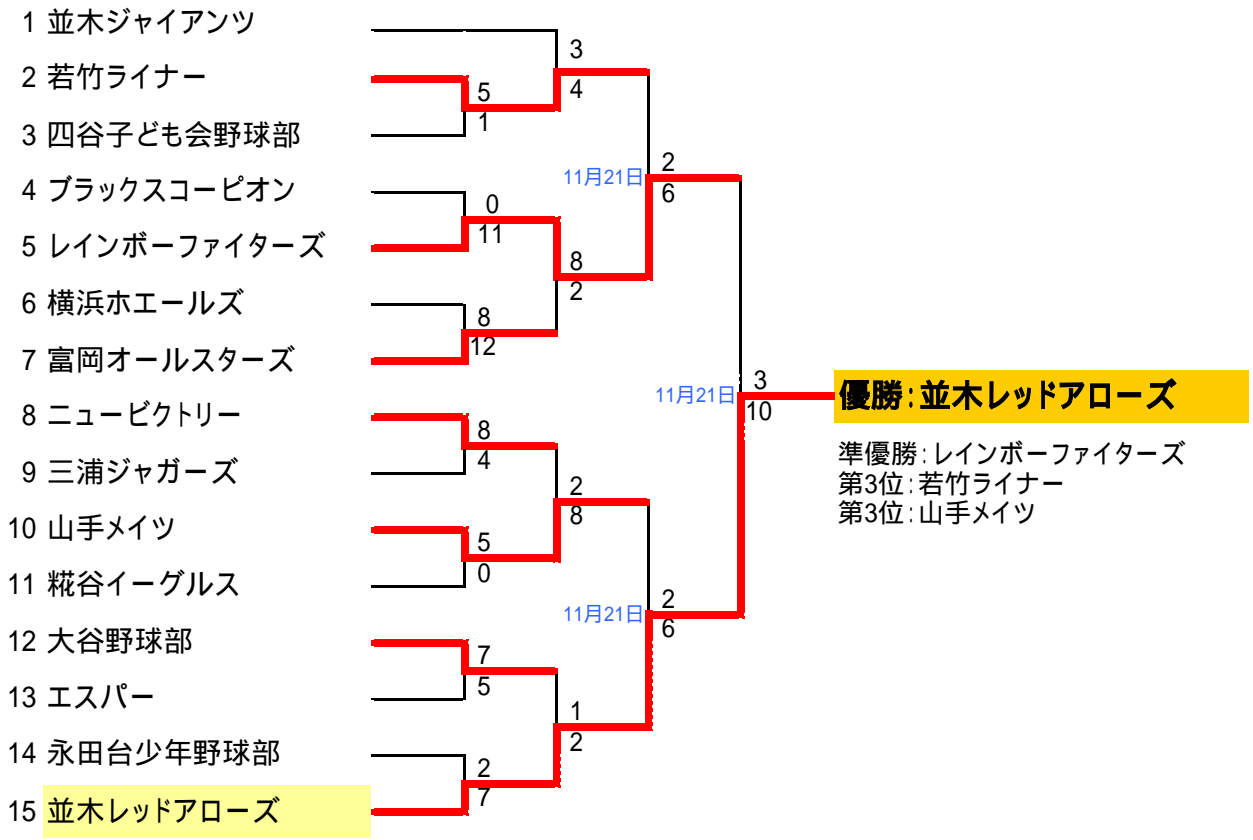 1 並木ジャイアンツ
3
2 若竹ライナー
4
5
1
3 四谷子ども会野球部
2
11月21日
6
4 ブラックスコーピオン
0
11
5 レインボーファイターズ
8
2
6 横浜ホエールズ
8
12
7 富岡オールスターズ
3
11月21日
10
優勝:並木レッドアローズ
8 ニュービクトリー
8
4
準優勝:レインボーファイターズ
第3位:若竹ライナー
第3位:山手メイツ
9 三浦ジャガーズ
2
8
10 山手メイツ
5
0
11 糀谷イーグルス
2
11月21日
6
12 大谷野球部
7
5
13 エスパー
1
2
14 永田台少年野球部
2
7
15 並木レッドアローズ